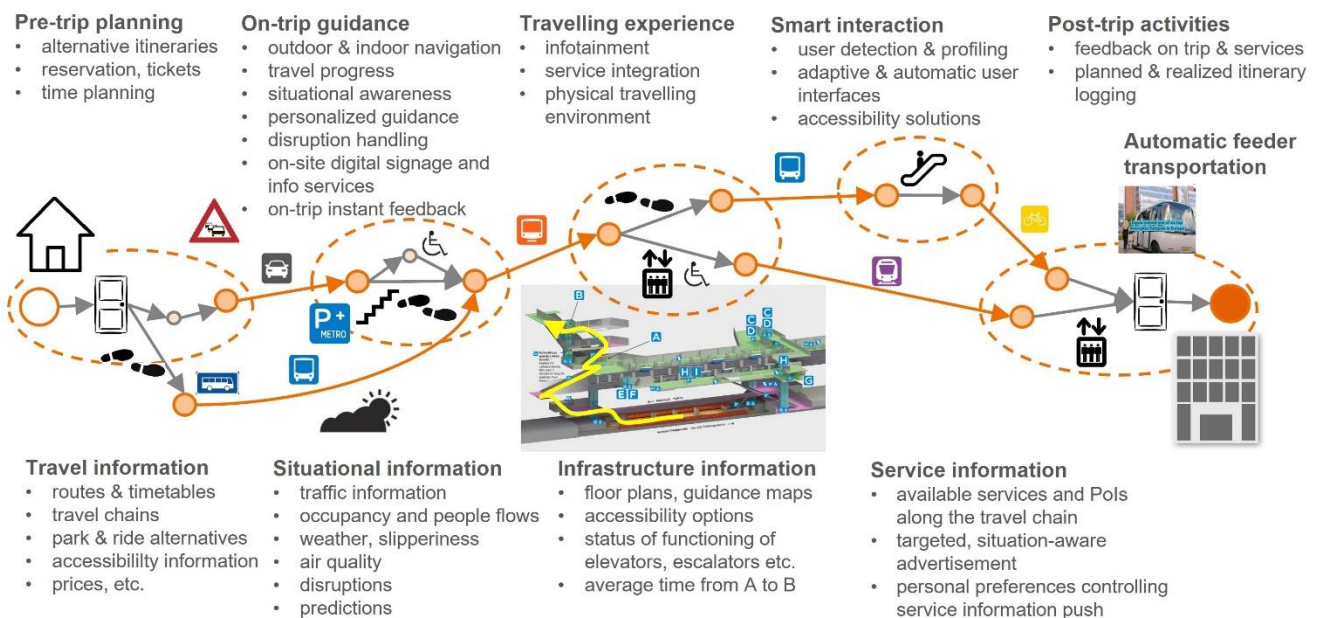 Pre-trip planning
• alternative itineraries
• reservation, tickets
• time planning
On-trip guidance
• outdoor & indoor navigation
• travel progress
• situational awareness
• personalized guidance
• disruption handling
• on-site digital signage and
info services
• on-trip instant feedback
Travelling experience
• infotainment
• service integration
• physical travelling
environment
Smart interaction
• user detection & profiling
• adaptive & automatic user
interfaces
• accessibility solutions
Post-trip activities
• feedback on trip & services
• planned & realized itinerary
logging
Automatic feeder
transportation
P+
METRO
B
A
C
D
C
D
H
H I
G
E F
Travel information
• routes & timetables
• travel chains
• park & ride alternatives
• accessibililty information
• prices, etc.
Situational information
• traffic information
• occupancy and people flows
• weather, slipperiness
• air quality
• disruptions
• predictions
Infrastructure information
• floor plans, guidance maps
• accessibility options
• status of functioning of
elevators, escalators etc.
• average time from A to B
Service information
• available services and PoIs
along the travel chain
• targeted, situation-aware
advertisement
• personal preferences controlling
service information push